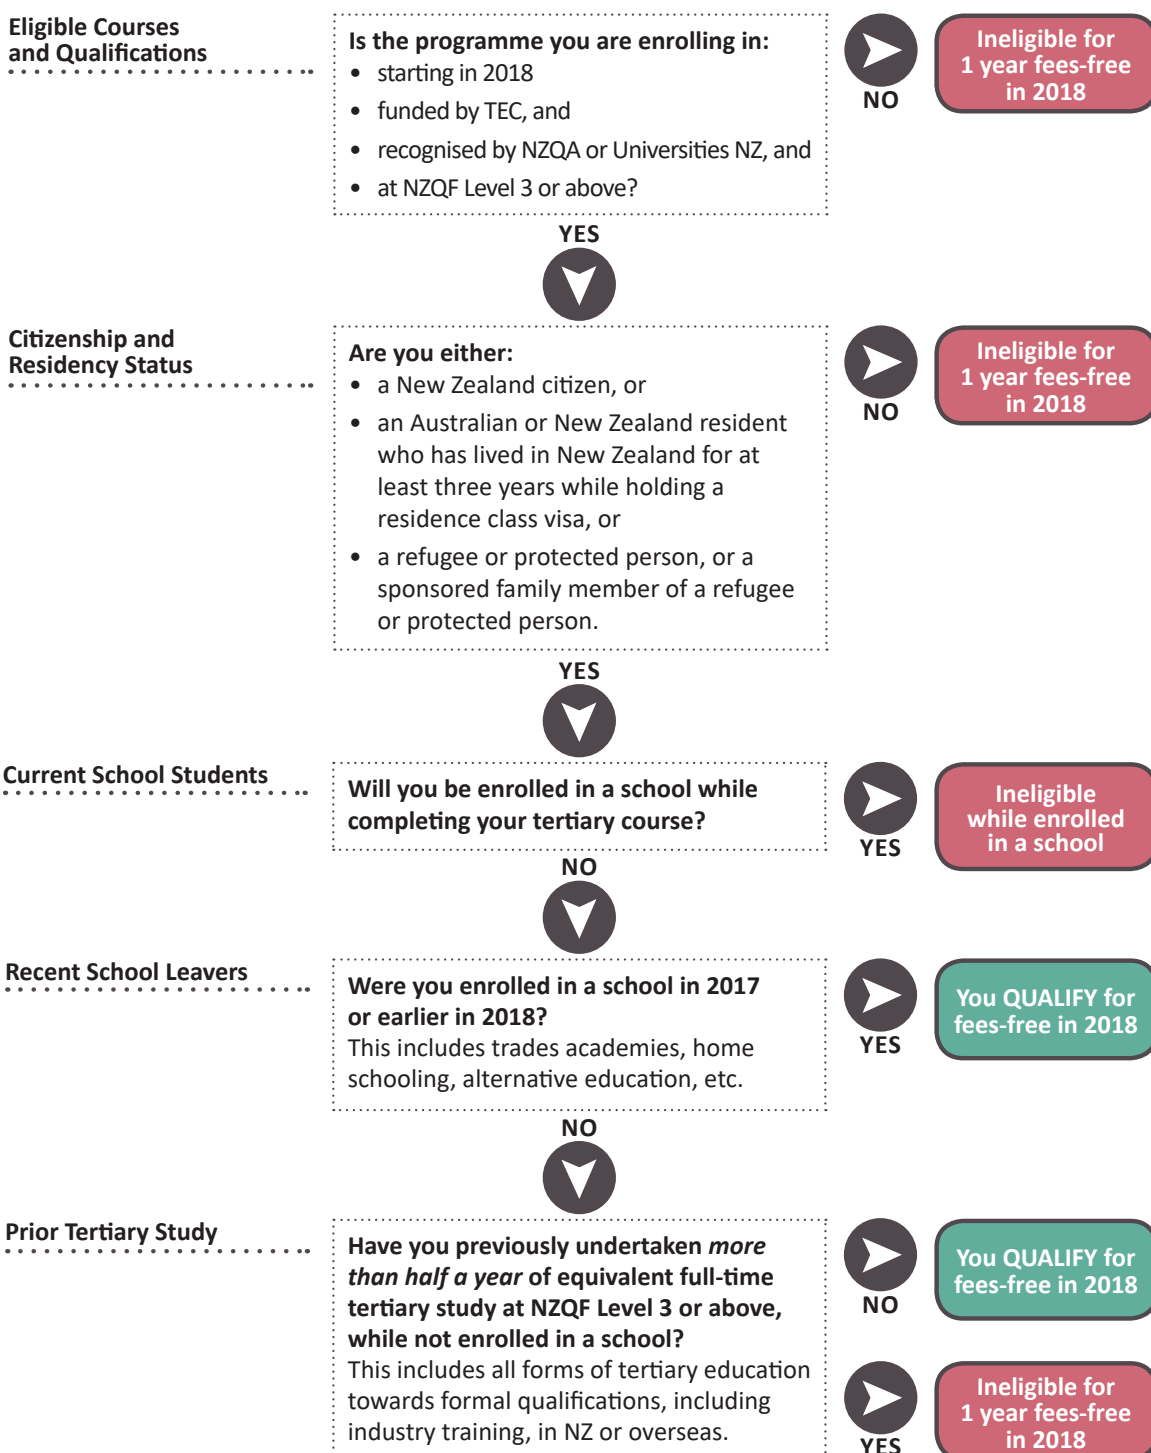 Eligible Courses
and Qualifications
Is the programme you are enrolling in:
• starting in 2018
• funded by TEC, and
• recognised by NZQA or Universities NZ, and
• at NZQF Level 3 or above?
NO
Ineligible for
1 year fees-free
in 2018
YES
Citizenship and
Residency Status
Are you either:
• a New Zealand citizen, or
• an Australian or New Zealand resident
who has lived in New Zealand for at
least three years while holding a
residence class visa, or
• a refugee or protected person, or a
sponsored family member of a refugee
or protected person.
NO
Ineligible for
1 year fees-free
in 2018
YES
Current School Students
Will you be enrolled in a school while
completing your tertiary course?
YES
Ineligible
while enrolled
in a school
NO
Recent School Leavers
Were you enrolled in a school in 2017
or earlier in 2018?
This includes trades academies, home
schooling, alternative education, etc.
YES
You QUALIFY for
fees-free in 2018
NO
Prior Tertiary Study
Have you previously undertaken more
than half a year of equivalent full-time
tertiary study at NZQF Level 3 or above,
while not enrolled in a school?
This includes all forms of tertiary education
towards formal qualifications, including
industry training, in NZ or overseas.
NO
You QUALIFY for
fees-free in 2018
YES
Ineligible for
1 year fees-free
in 2018